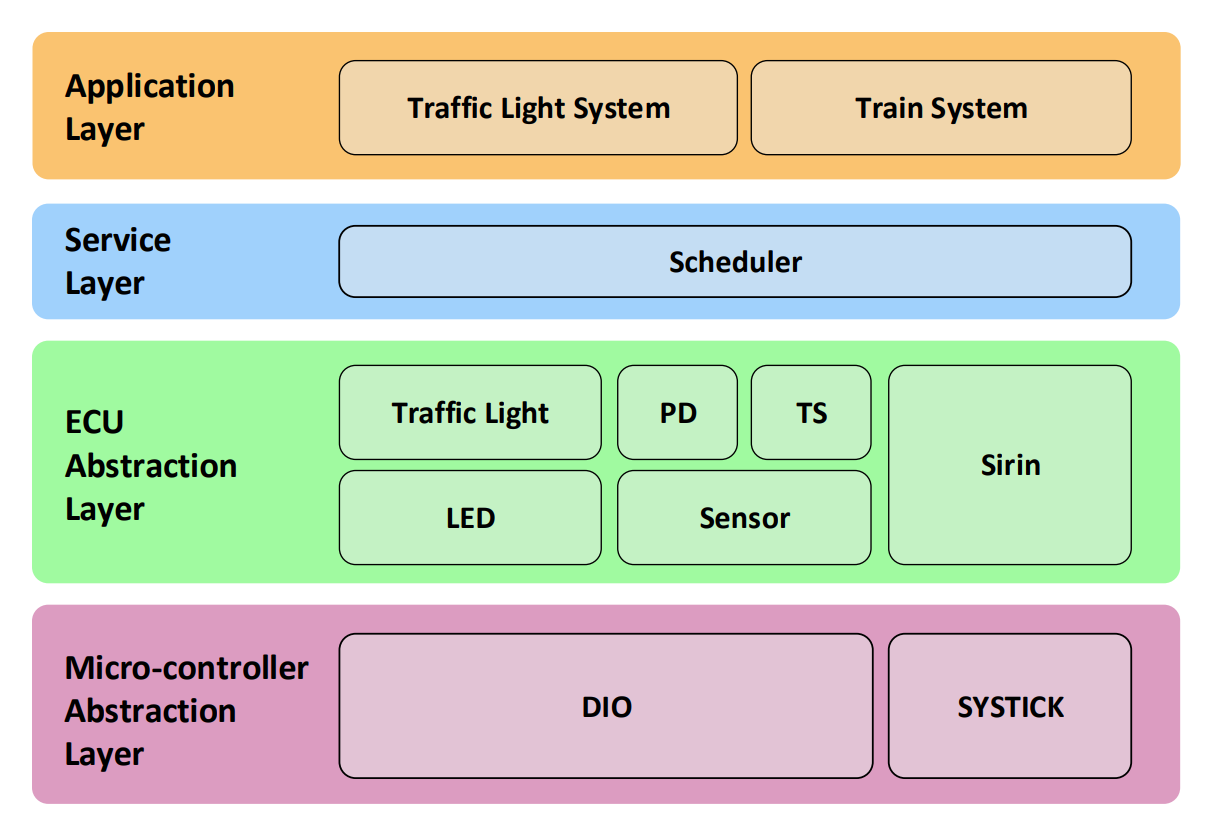 Application
Layer
Traffic Light System
Train System
Service
Layer
Scheduler
ECU
Abstraction
Layer
Traffic Light
PD
TS
Sirin
LED
Sensor
Micro-controller
Abstraction
Layer
DIO
SYSTICK